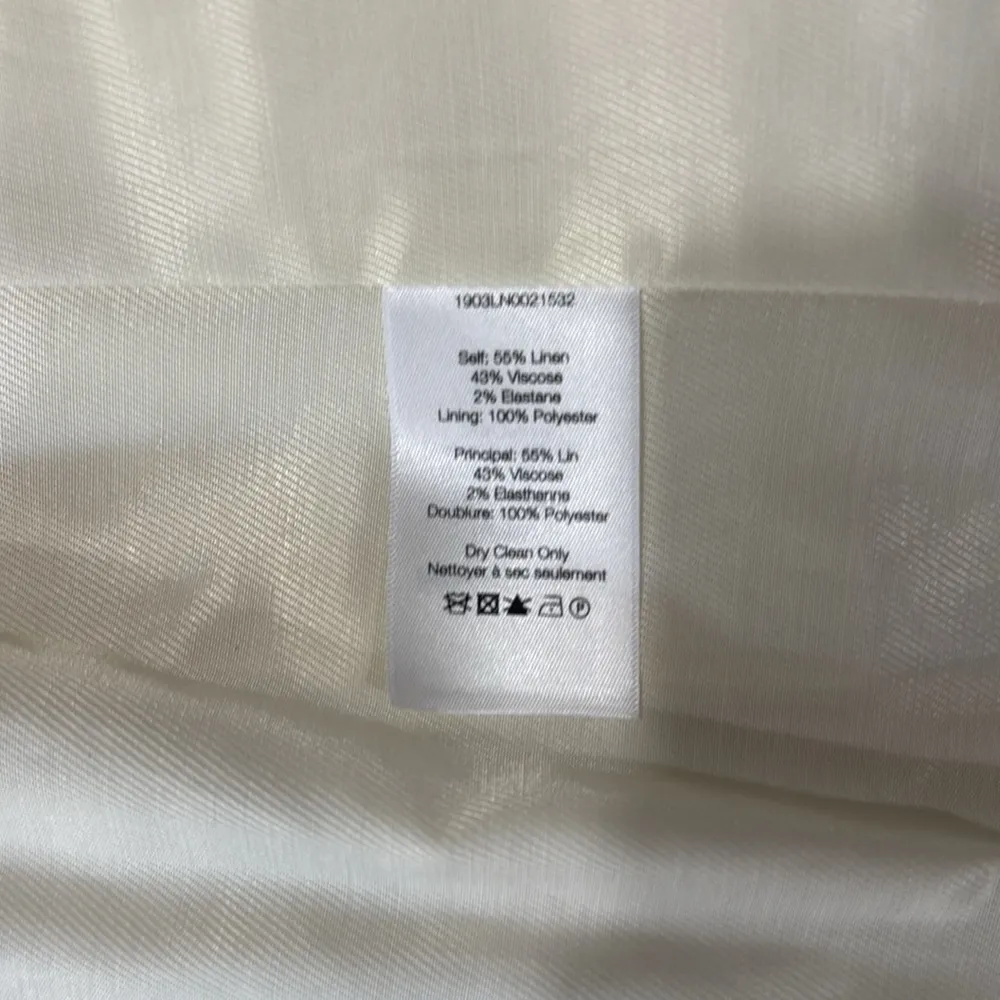 1903LN0021532
Self: 55% Linen
43% Viscose
2% Elastane
Lining: 100% Polyester
Principal: 55% Lin
43% Viscose
2% Elasthanne
Doublure: 100% Polyester
Dry Clean Only
Nettoyer à sec seulement
P